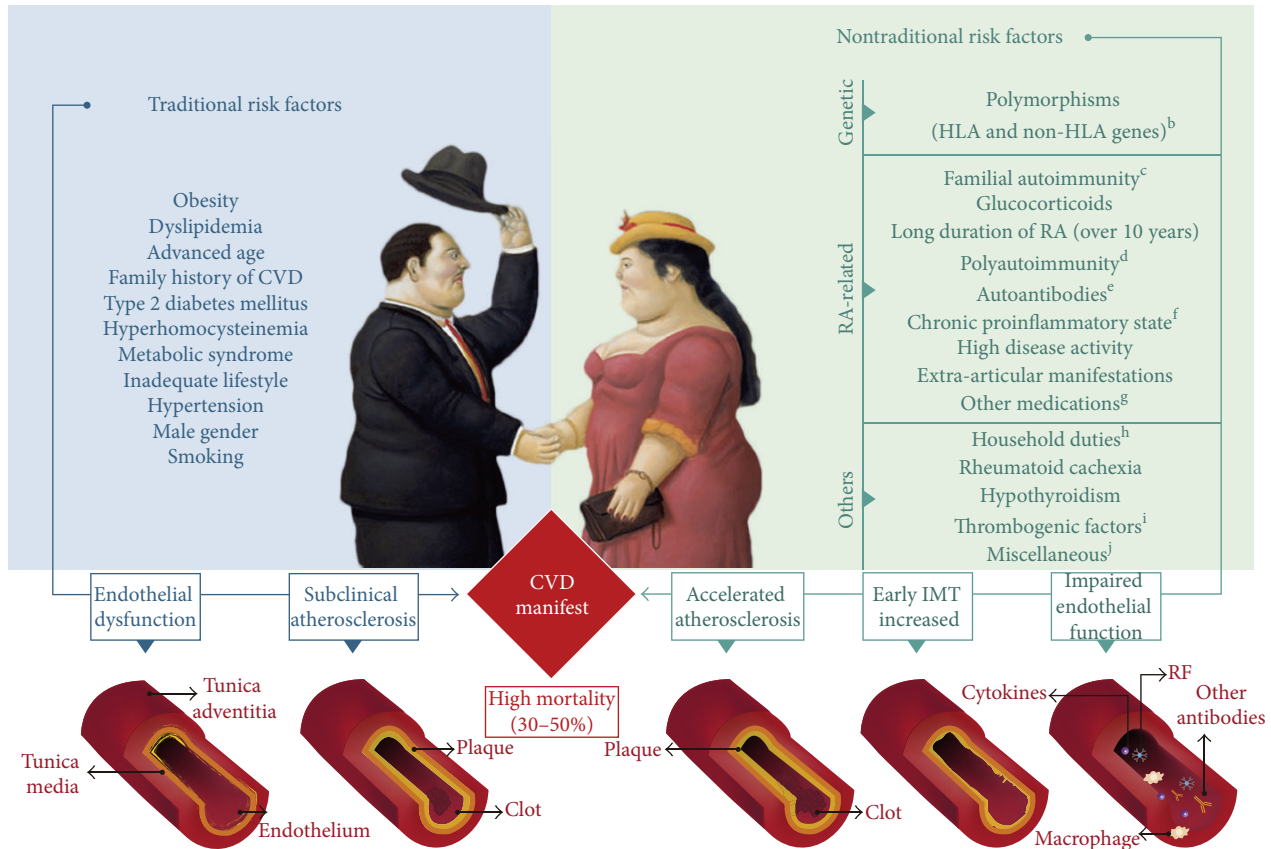 Traditional risk factors
Obesity
Dyslipidemia
Advanced age
Family history of CVD
Type 2 diabetes mellitus
Hyperhomocysteinemia
Metabolic syndrome
Inadequate lifestyle
Hypertension
Male gender
Smoking
Nontraditional risk factors
Genetic
Polymorphisms
(HLA and non-HLA genes)b
RA-related
Familial autoimmunityc
Glucocorticoids
Long duration of RA (over 10 years)
Polyautoimmunityd
Autoantibodiese
Chronic proinflammatory statef
High disease activity
Extra-articular manifestations
Other medicationsg
Others
Household dutiesh
Rheumatoid cachexia
Hypothyroidism
Thrombogenic factorsi
Miscellaneousj
Endothelial
dysfunction
Subclinical
atherosclerosis
CVD
manifest
Accelerated
atherosclerosis
Early IMT
increased
Impaired
endothelial
function
High mortality
(30–50%)
Tunica
adventitia
Tunica
media
Endothelium
Plaque
Clot
Plaque
Clot
Cytokines
RF
Other
antibodies
Macrophage